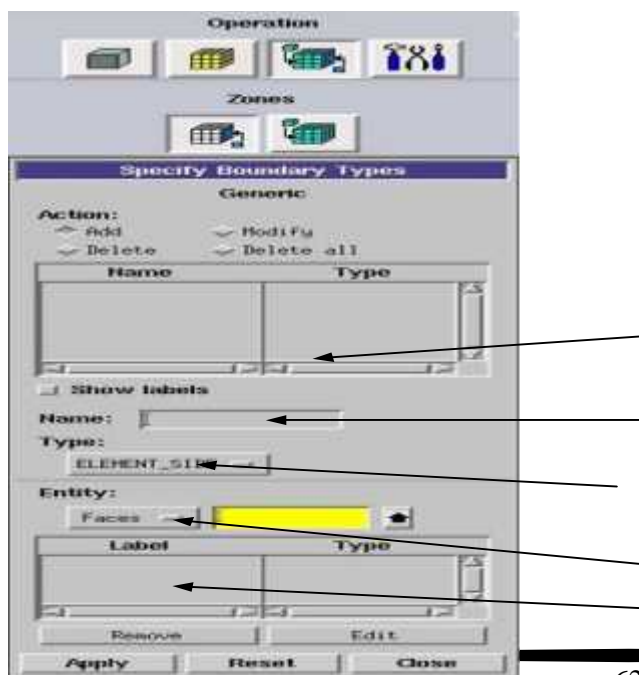 Operation
Zones
Specify Boundary Types
Generic
Action:
Add Modify
Delete Delete all
Name Type
Show labels
Name:
Type:
Entity:
Faces
Label Type
Remove Edit
Apply Reset Close